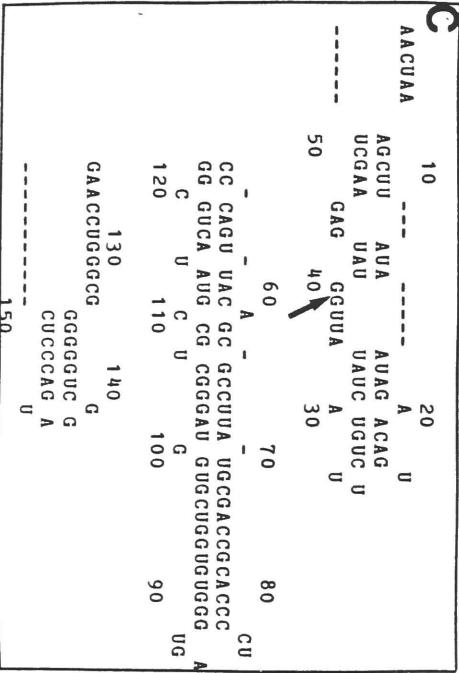 C
10 20
AACUAA --- ----- A U
AGCUU AUA AUAG ACAG
UCGAA UAU UAUC UGUC U
------ GAG GGUUA A U
50 40 30
60 70 80
- - A - - CU
CC CAGU UAC GC GCCUUA UGCGACCGCACCC
GG GUCA AUG CG CGGGAU GUGCUGGUGUGGG A
C U C U G UG
120 110 100 90
130 140
GAACCUGGGCG G
GGGGGUC G
CUCCCAG A
---------- U
150